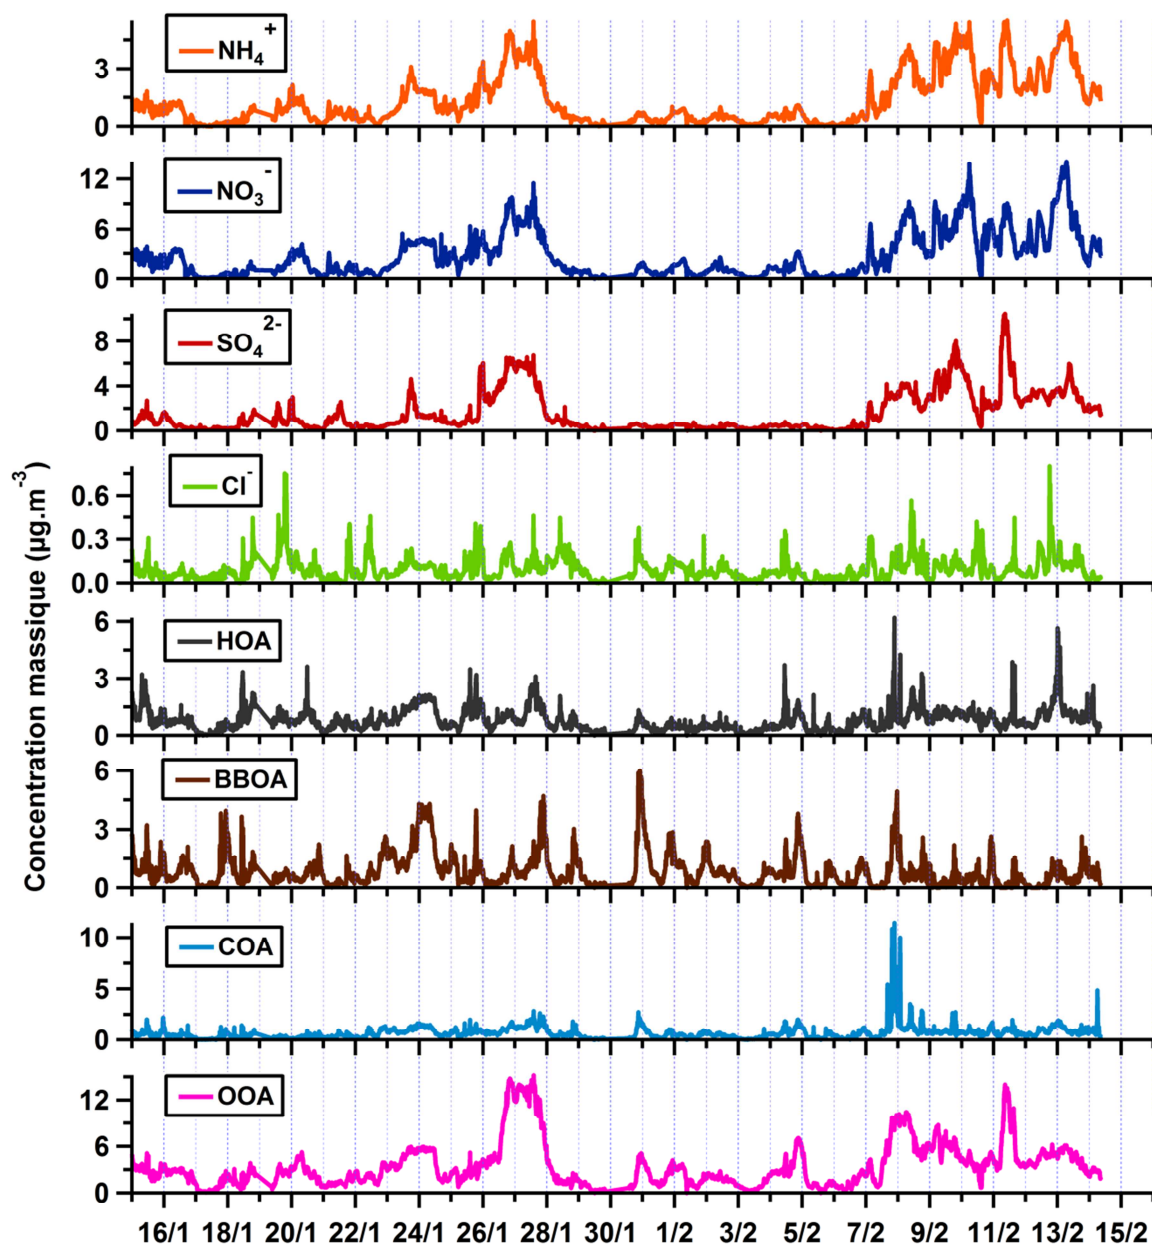 NH₄⁺
3
0
NO₃⁻
12
6
0
SO₄²⁻
8
4
0
Cl⁻
0.6
0.3
0.0
HOA
6
3
0
BBOA
6
3
0
COA
10
5
0
OOA
12
6
0
Concentration massique (µg.m⁻³)
16/1 18/1 20/1 22/1 24/1 26/1 28/1 30/1 1/2 3/2 5/2 7/2 9/2 11/2 13/2 15/2